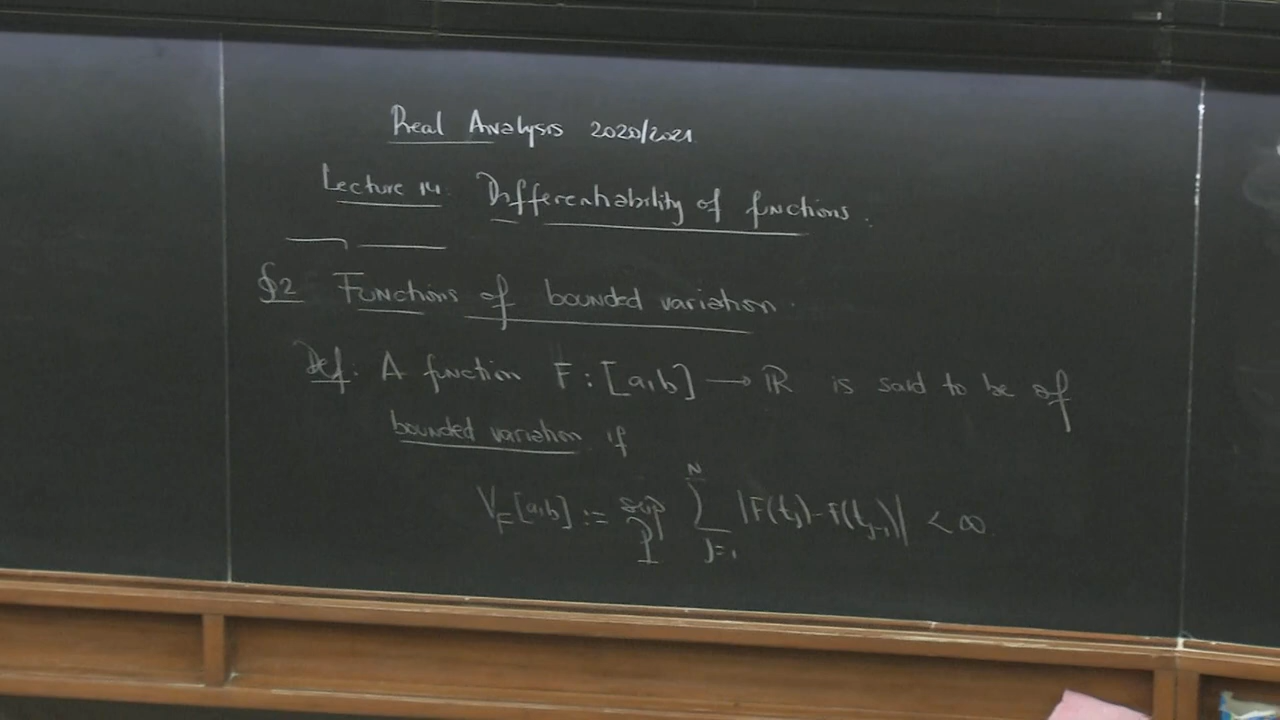 Real Analysis 2020/2021
Lecture 14: Differentiability of functions.
§2 Functions of bounded variation.
Def: A function F : [a,b] → ℝ is said to be of
bounded variation if
V_F[a,b] := sup_P ∑_{j=1}^{N} |F(t_j) - F(t_{j-1})| < ∞.